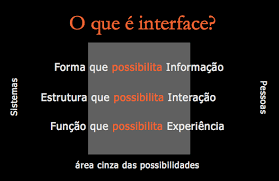 O que é interface?
Forma que possibilita Informação
Sistemas
Estrutura que possibilita Interação
Pessoas
Função que possibilita Experiência
área cinza das possibilidades